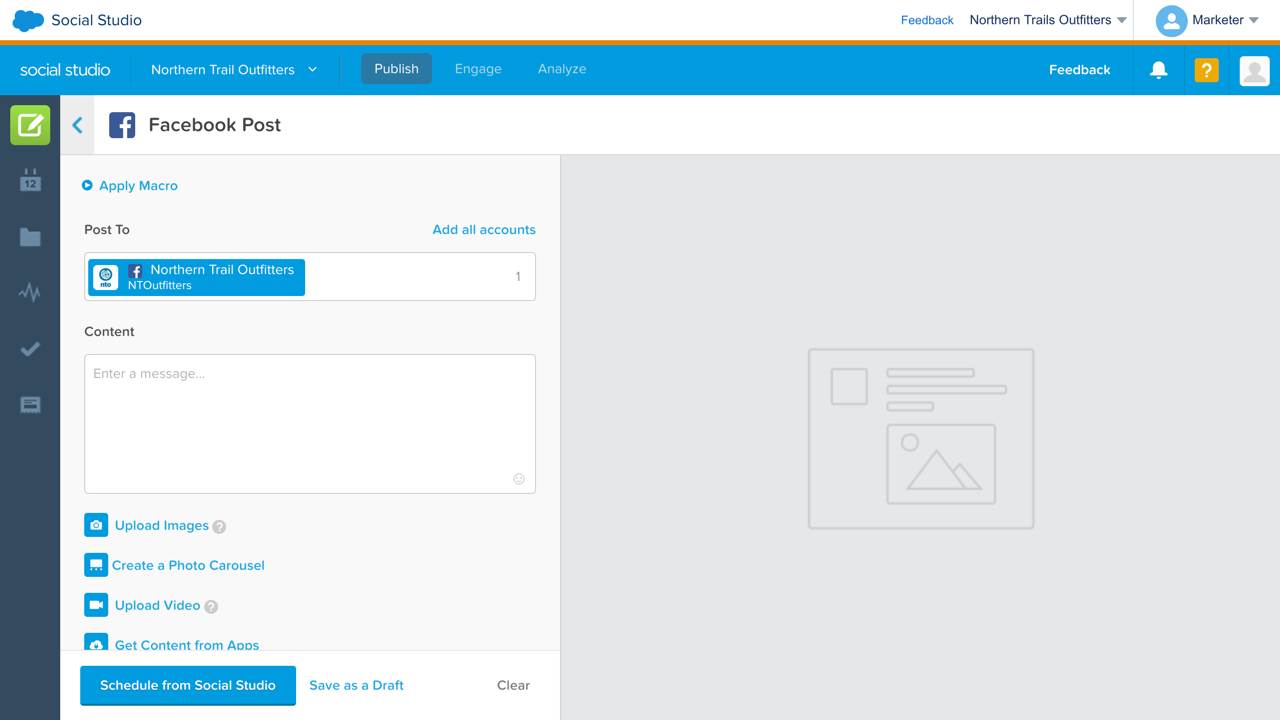 Social Studio
Feedback
Northern Trails Outfitters
Marketer
social studio
Northern Trail Outfitters
Publish
Engage
Analyze
Feedback
?
12
Facebook Post
Apply Macro
Post To
Add all accounts
nto
Northern Trail Outfitters
NTOutfitters
1
Content
Enter a message...
Upload Images ?
Create a Photo Carousel
Upload Video ?
Get Content from Apps
Schedule from Social Studio
Save as a Draft
Clear